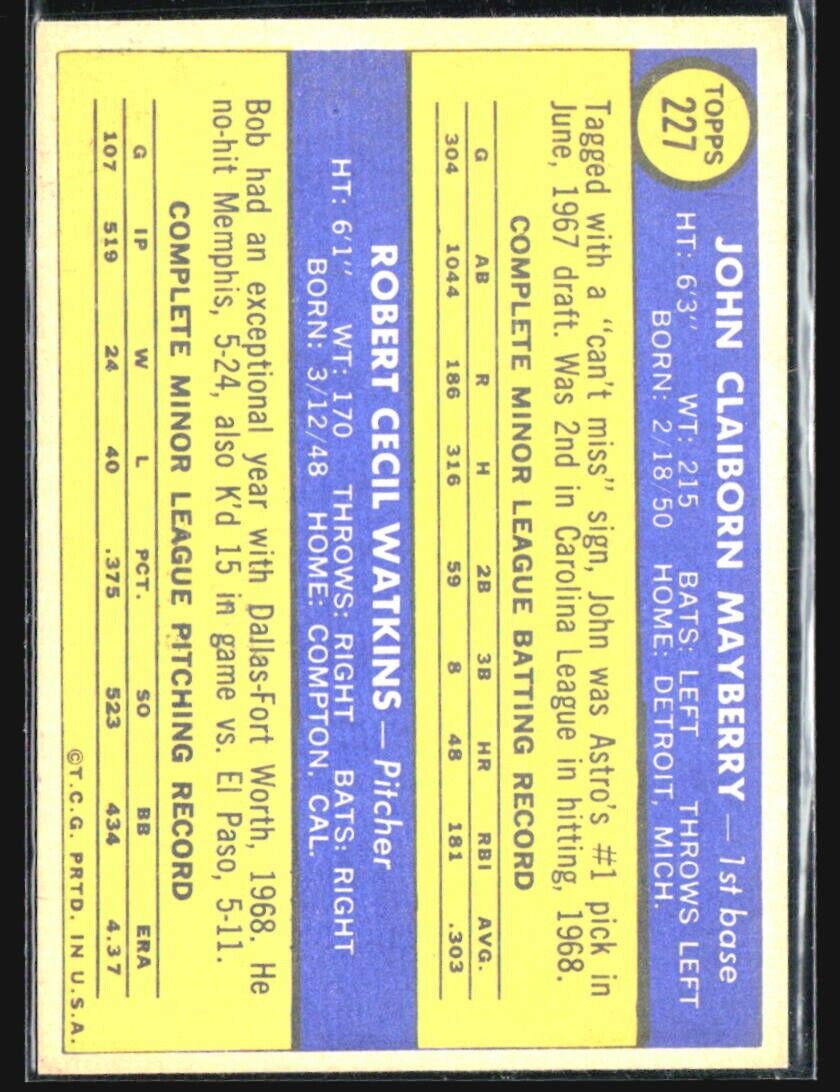 TOPPS
227
JOHN CLAIBORN MAYBERRY — 1st base
HT: 6'3" WT: 215 BATS: LEFT THROWS LEFT
BORN: 2/18/50 HOME: DETROIT, MICH.
Tagged with a "can't miss" sign, John was Astro's #1 pick in
June, 1967 draft. Was 2nd in Carolina League in hitting, 1968.
COMPLETE MINOR LEAGUE BATTING RECORD
G AB R H 2B 3B HR RBI AVG.
304 1044 186 316 59 8 48 181 .303
ROBERT CECIL WATKINS — Pitcher
HT: 6'1" WT: 170 THROWS: RIGHT BATS: RIGHT
BORN: 3/12/48 HOME: COMPTON, CAL.
Bob had an exceptional year with Dallas-Fort Worth, 1968. He
no-hit Memphis, 5-24, also K'd 15 in game vs. El Paso, 5-11.
COMPLETE MINOR LEAGUE PITCHING RECORD
G IP W L PCT. SO BB ERA
107 519 24 40 .375 523 434 4.37
©T.C.G. PRTD. IN U.S.A.